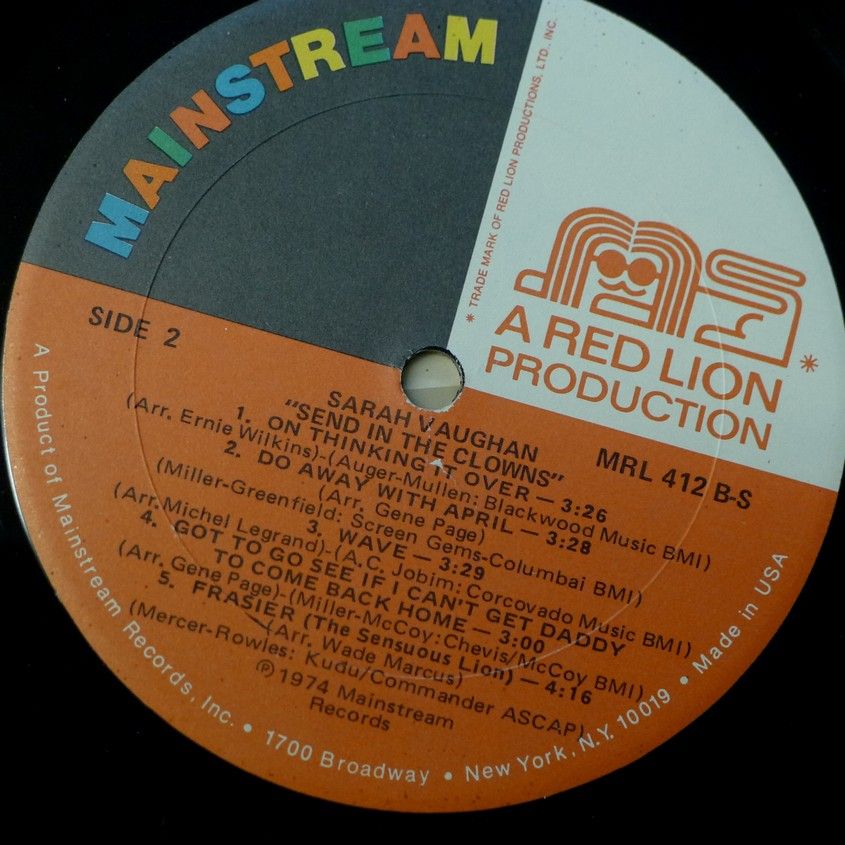 MAINSTREAM
* TRADE MARK OF RED LION PRODUCTIONS, LTD. INC.
A RED LION *
PRODUCTION
SIDE 2
MRL 412 B-S
SARAH VAUGHAN
"SEND IN THE CLOWNS"
1. ON THINKING IT OVER — 3:26
(Arr. Ernie Wilkins)-(Auger-Mullen: Blackwood Music BMI)
2. DO AWAY WITH APRIL — 3:28
(Arr. Gene Page)
(Miller-Greenfield: Screen Gems-Columbai BMI)
3. WAVE — 3:29
(Arr. Michel Legrand)-(A.C. Jobim: Corcovado Music BMI)
4. GOT TO GO SEE IF I CAN'T GET DADDY
TO COME BACK HOME — 3:00
(Arr. Gene Page)-(Miller-McCoy: Chevis/McCoy BMI)
5. FRASIER (The Sensuous Lion) — 4:16
(Arr. Wade Marcus)
(Mercer-Rowles: Kudu/Commander ASCAP)
℗ 1974 Mainstream
Records
A Product of Mainstream Records, Inc. • 1700 Broadway • New York, N.Y. 10019 • Made in USA